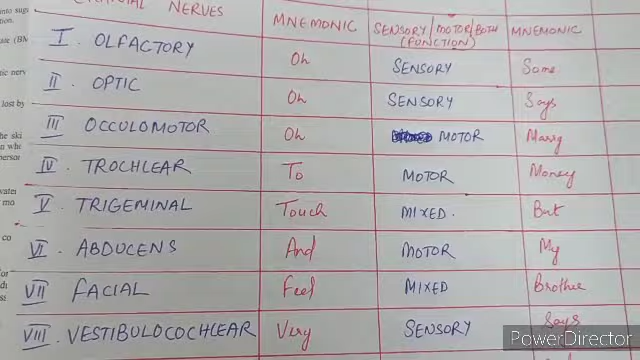 NERVES MNEMONIC SENSORY/MOTOR/BOTH MNEMONIC
(FUNCTION)
I. OLFACTORY Oh SENSORY Some
II. OPTIC Oh SENSORY Says
III OCCULOMOTOR Oh MOTOR Marry
IV. TROCHLEAR To MOTOR Money
V. TRIGEMINAL Touch MIXED. But
VI. ABDUCENS And MOTOR My
VII FACIAL Feel MIXED Brother
VIII. VESTIBULOCOCHLEAR Very SENSORY Says
PowerDirector